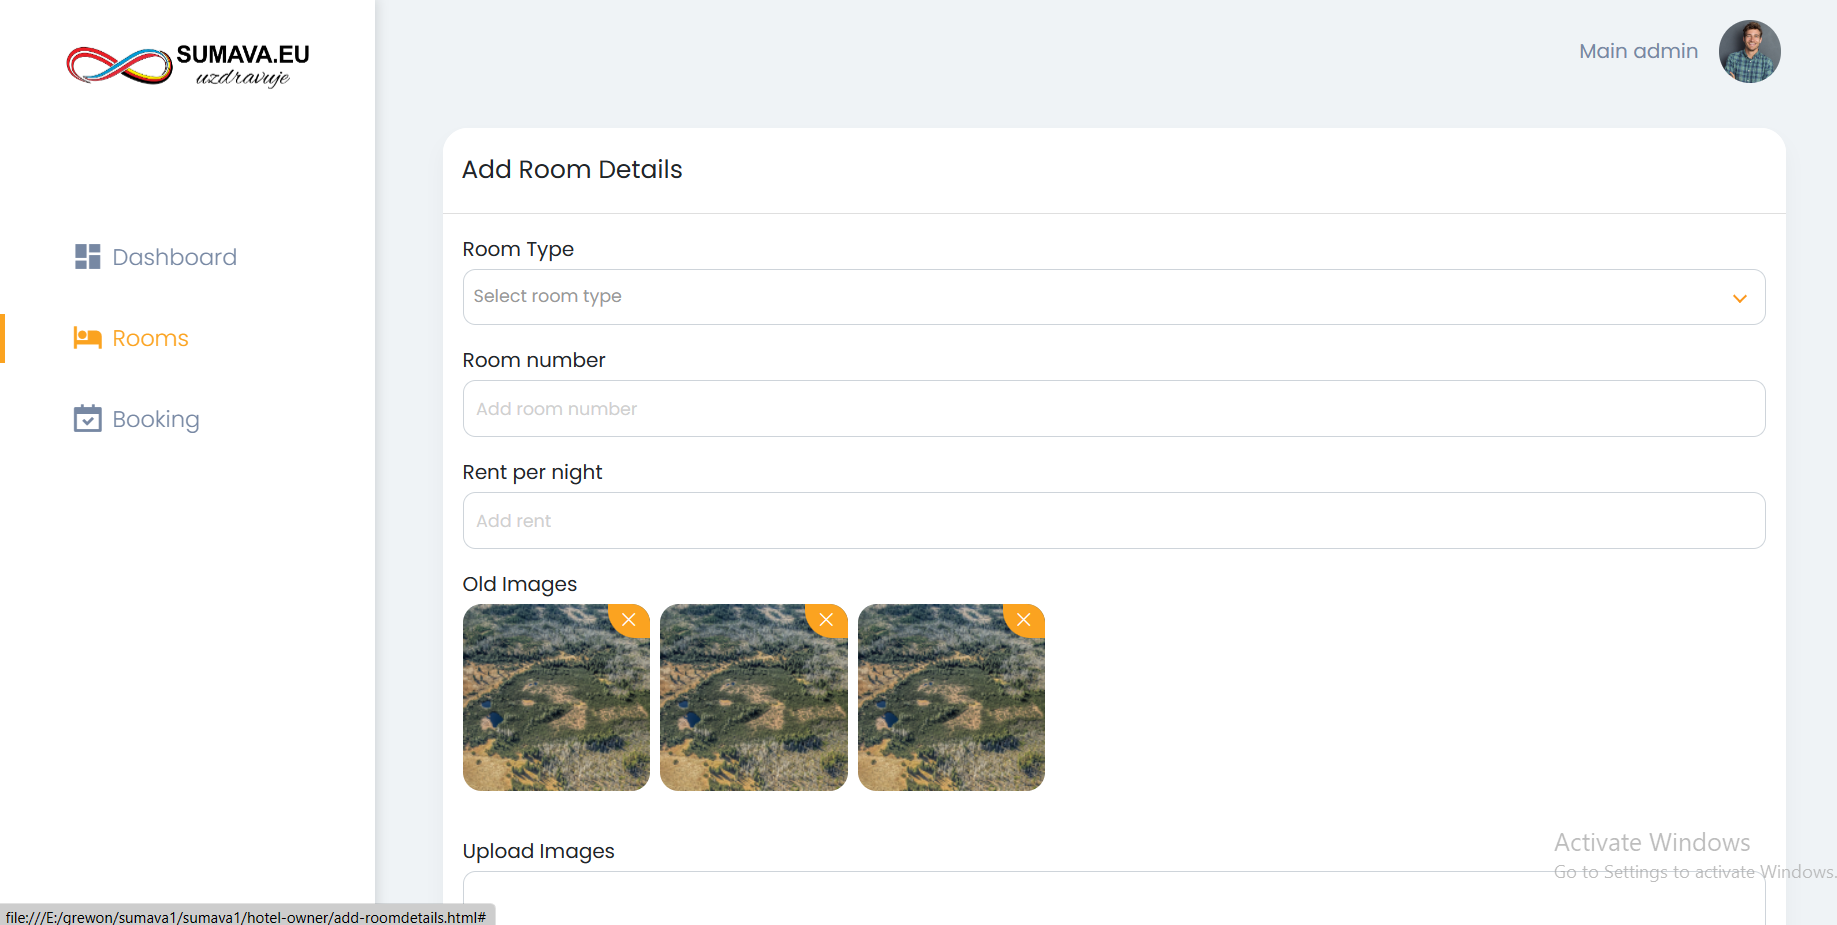 SUMAVA.EU
uzdravuje
Main admin
Dashboard
Rooms
Booking
Add Room Details
Room Type
Select room type
Room number
Add room number
Rent per night
Add rent
Old Images
Upload Images
Activate Windows
Go to Settings to activate Windows.
file:///E:/grewon/sumava1/sumava1/hotel-owner/add-roomdetails.html#